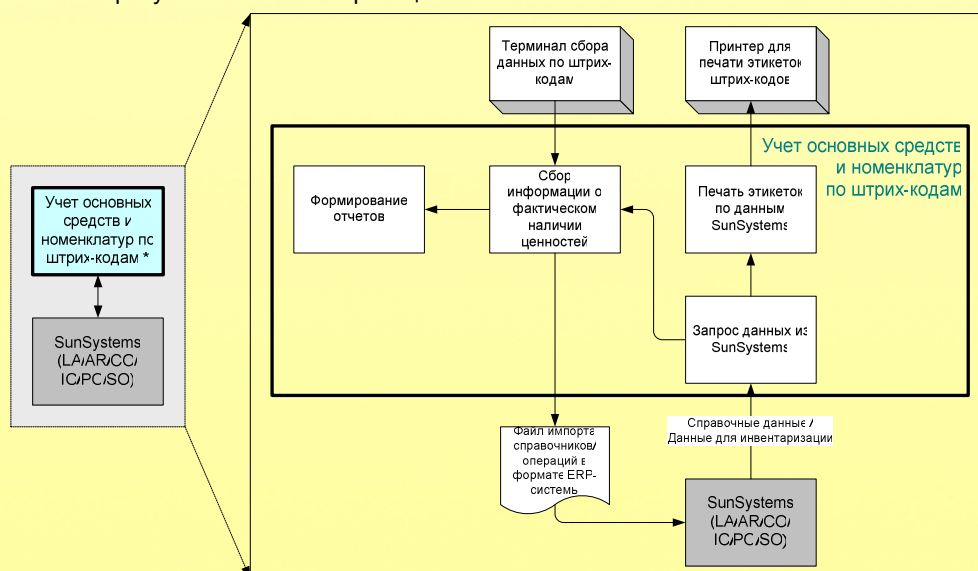 Терминал сбора
данных по штрих-
кодам
Принтер для
печати этикеток
штрих-кодов
Учет основных средств
и номенклатур
по штрих-кодам
Учет основных
средств и
номенклатур по
штрих-кодам *
SunSystems
(LA/AR/CO/
IC/PC/SO)
Формирование
отчетов
Сбор
информации о
фактическом
наличии
ценностей
Печать этикеток
по данным
SunSystems
Запрос данных из
SunSystems
Справочные данные /
Данные для инвентаризации
Файл импорта
справочников/
операций в
формате ERP-
системы
SunSystems
(LA/AR/CO/
IC/PC/SO)